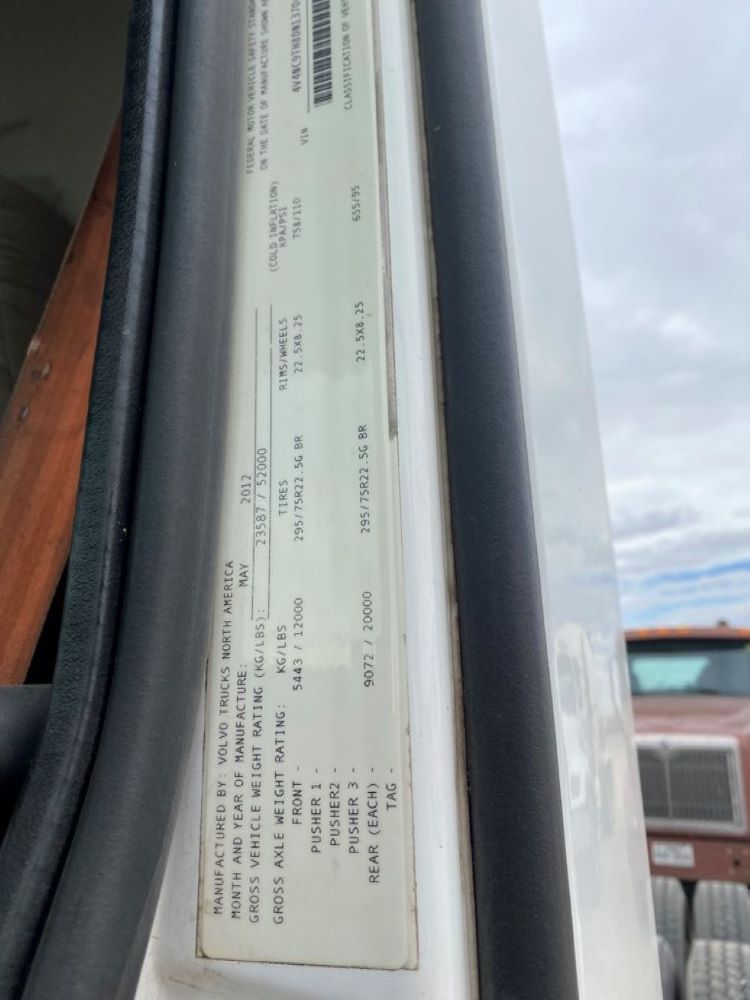 MANUFACTURED BY: VOLVO TRUCKS NORTH AMERICA
MONTH AND YEAR OF MANUFACTURE: MAY 2012
GROSS VEHICLE WEIGHT RATING (KG/LBS): 23587 / 52000
GROSS AXLE WEIGHT RATING: KG/LBS TIRES RIMS/WHEELS (COLD INFLATION) KPA/PSI
FRONT - 5443 / 12000 295/75R22.5G BR 22.5X8.25 758/110
PUSHER 1 -
PUSHER2 -
PUSHER 3 -
REAR (EACH) - 9072 / 20000 295/75R22.5G BR 22.5X8.25 655/95
TAG -
FEDERAL MOTOR VEHICLE SAFETY
ON THE DATE OF MANUFACTURE SHOWN
VIN
CLASSIFICATION OF